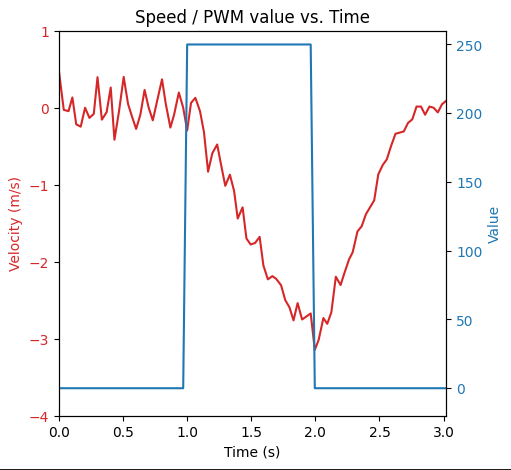 Speed / PWM value vs. Time
1
0
−1
−2
−3
−4
Velocity (m/s)
250
200
150
100
50
0
Value
0.0 0.5 1.0 1.5 2.0 2.5 3.0
Time (s)